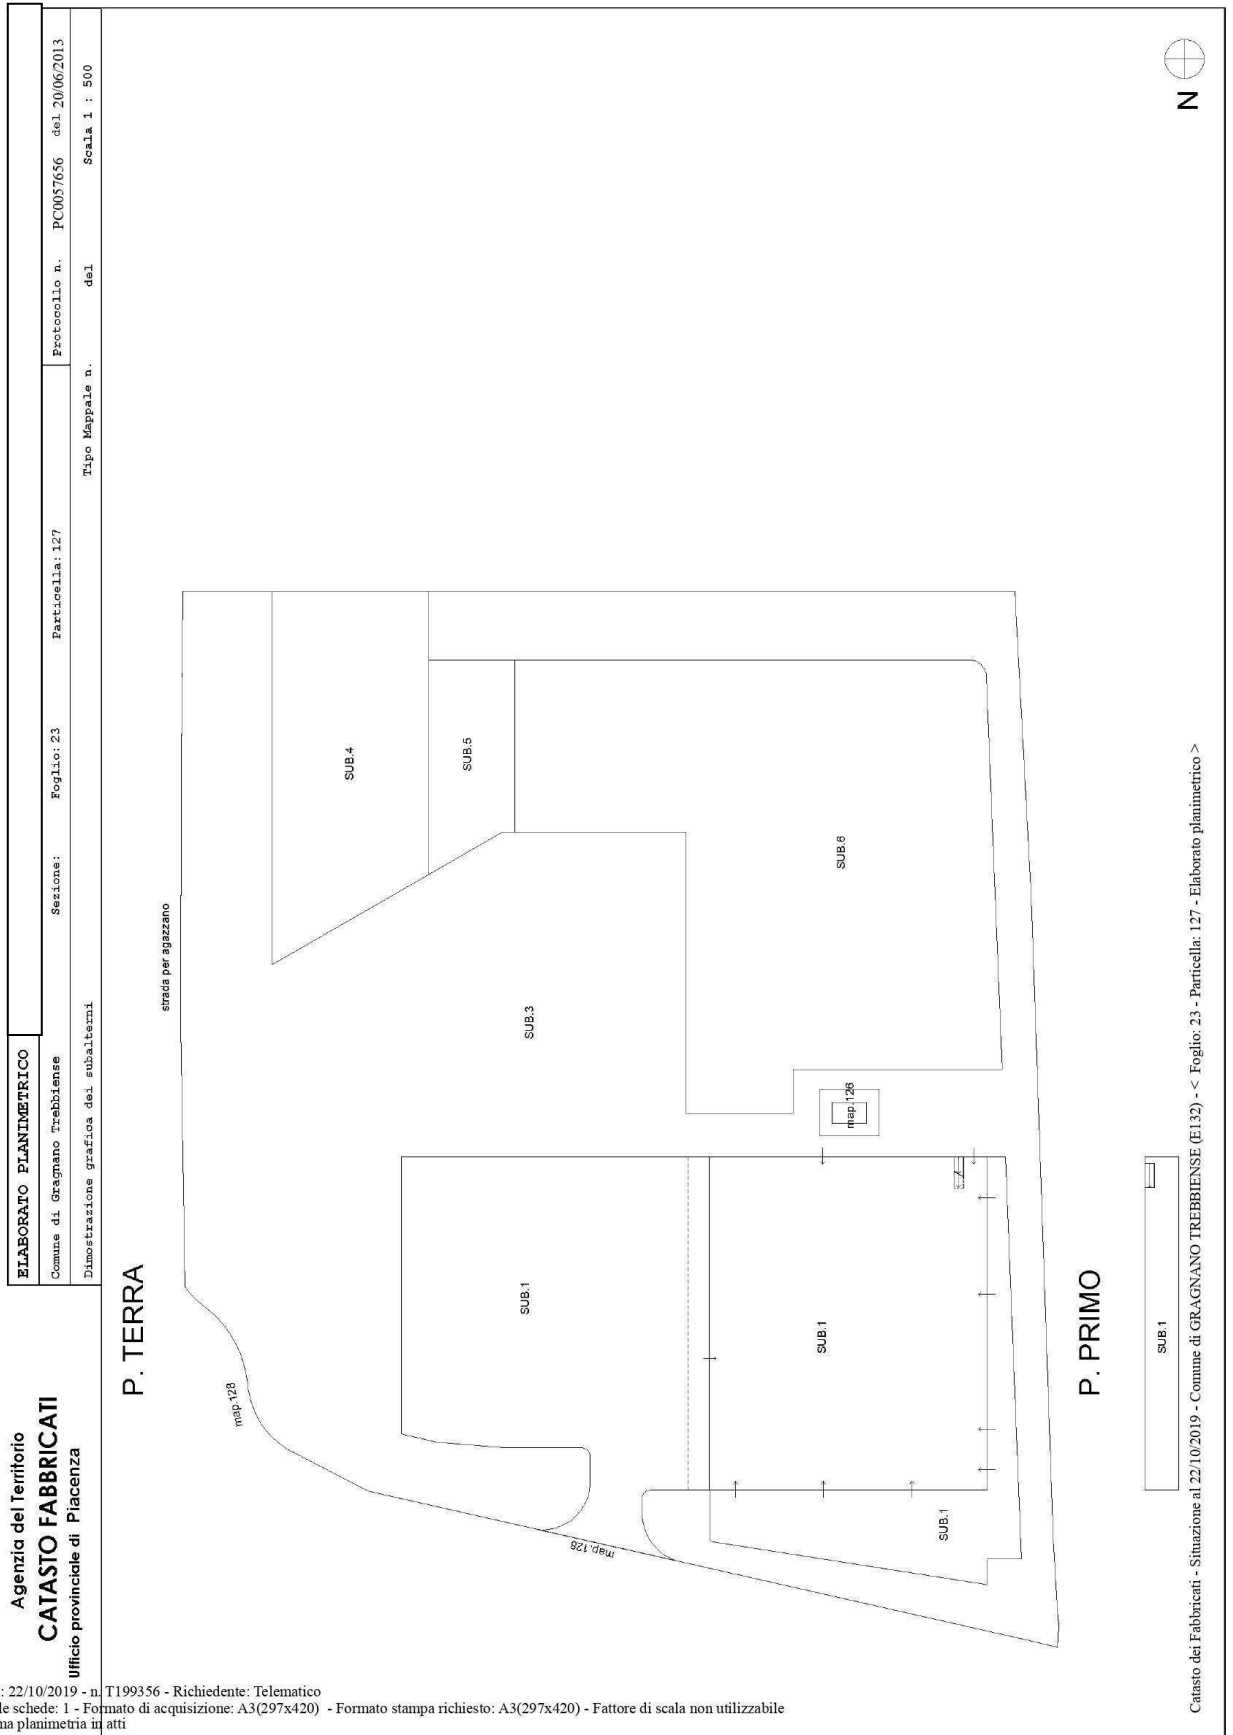 Agenzia del Territorio
CATASTO FABBRICATI
Ufficio provinciale di Piacenza
ELABORATO PLANIMETRICO
Comune di Gragnano Trebbiense
Sezione: Foglio: 23 Particella: 127
Protocollo n. PC0057656 del 20/06/2013
Dimostrazione grafica dei subalterni
Tipo Mappale n. del Scala 1 : 500
P. TERRA
strada per agazzano
map.128
SUB.4
SUB.5
SUB.3
SUB.6
map.126
SUB.1
SUB.1
map.128
SUB.1
P. PRIMO
SUB.1
N
Catasto dei Fabbricati - Situazione al 22/10/2019 - Comune di GRAGNANO TREBBIENSE (E132) - < Foglio: 23 - Particella: 127 - Elaborato planimetrico >
: 22/10/2019 - n. T199356 - Richiedente: Telematico
le schede: 1 - Formato di acquisizione: A3(297x420) - Formato stampa richiesto: A3(297x420) - Fattore di scala non utilizzabile
ma planimetria in atti